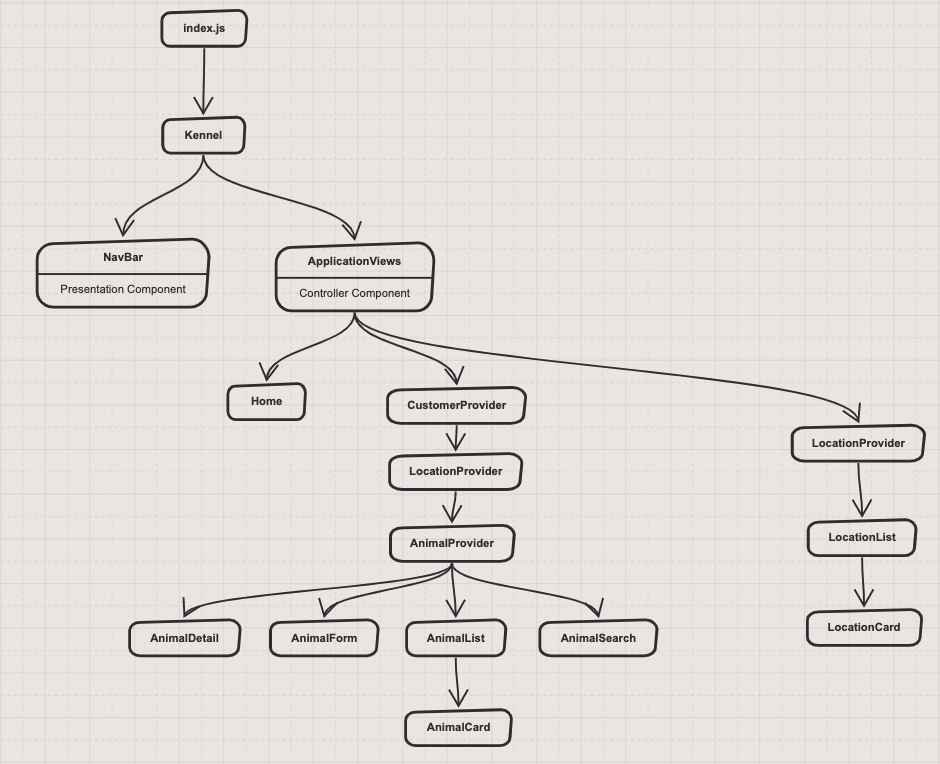 index.js
Kennel
NavBar
Presentation Component
ApplicationViews
Controller Component
Home
CustomerProvider
LocationProvider
LocationProvider
AnimalProvider
LocationList
AnimalDetail
AnimalForm
AnimalList
AnimalSearch
LocationCard
AnimalCard